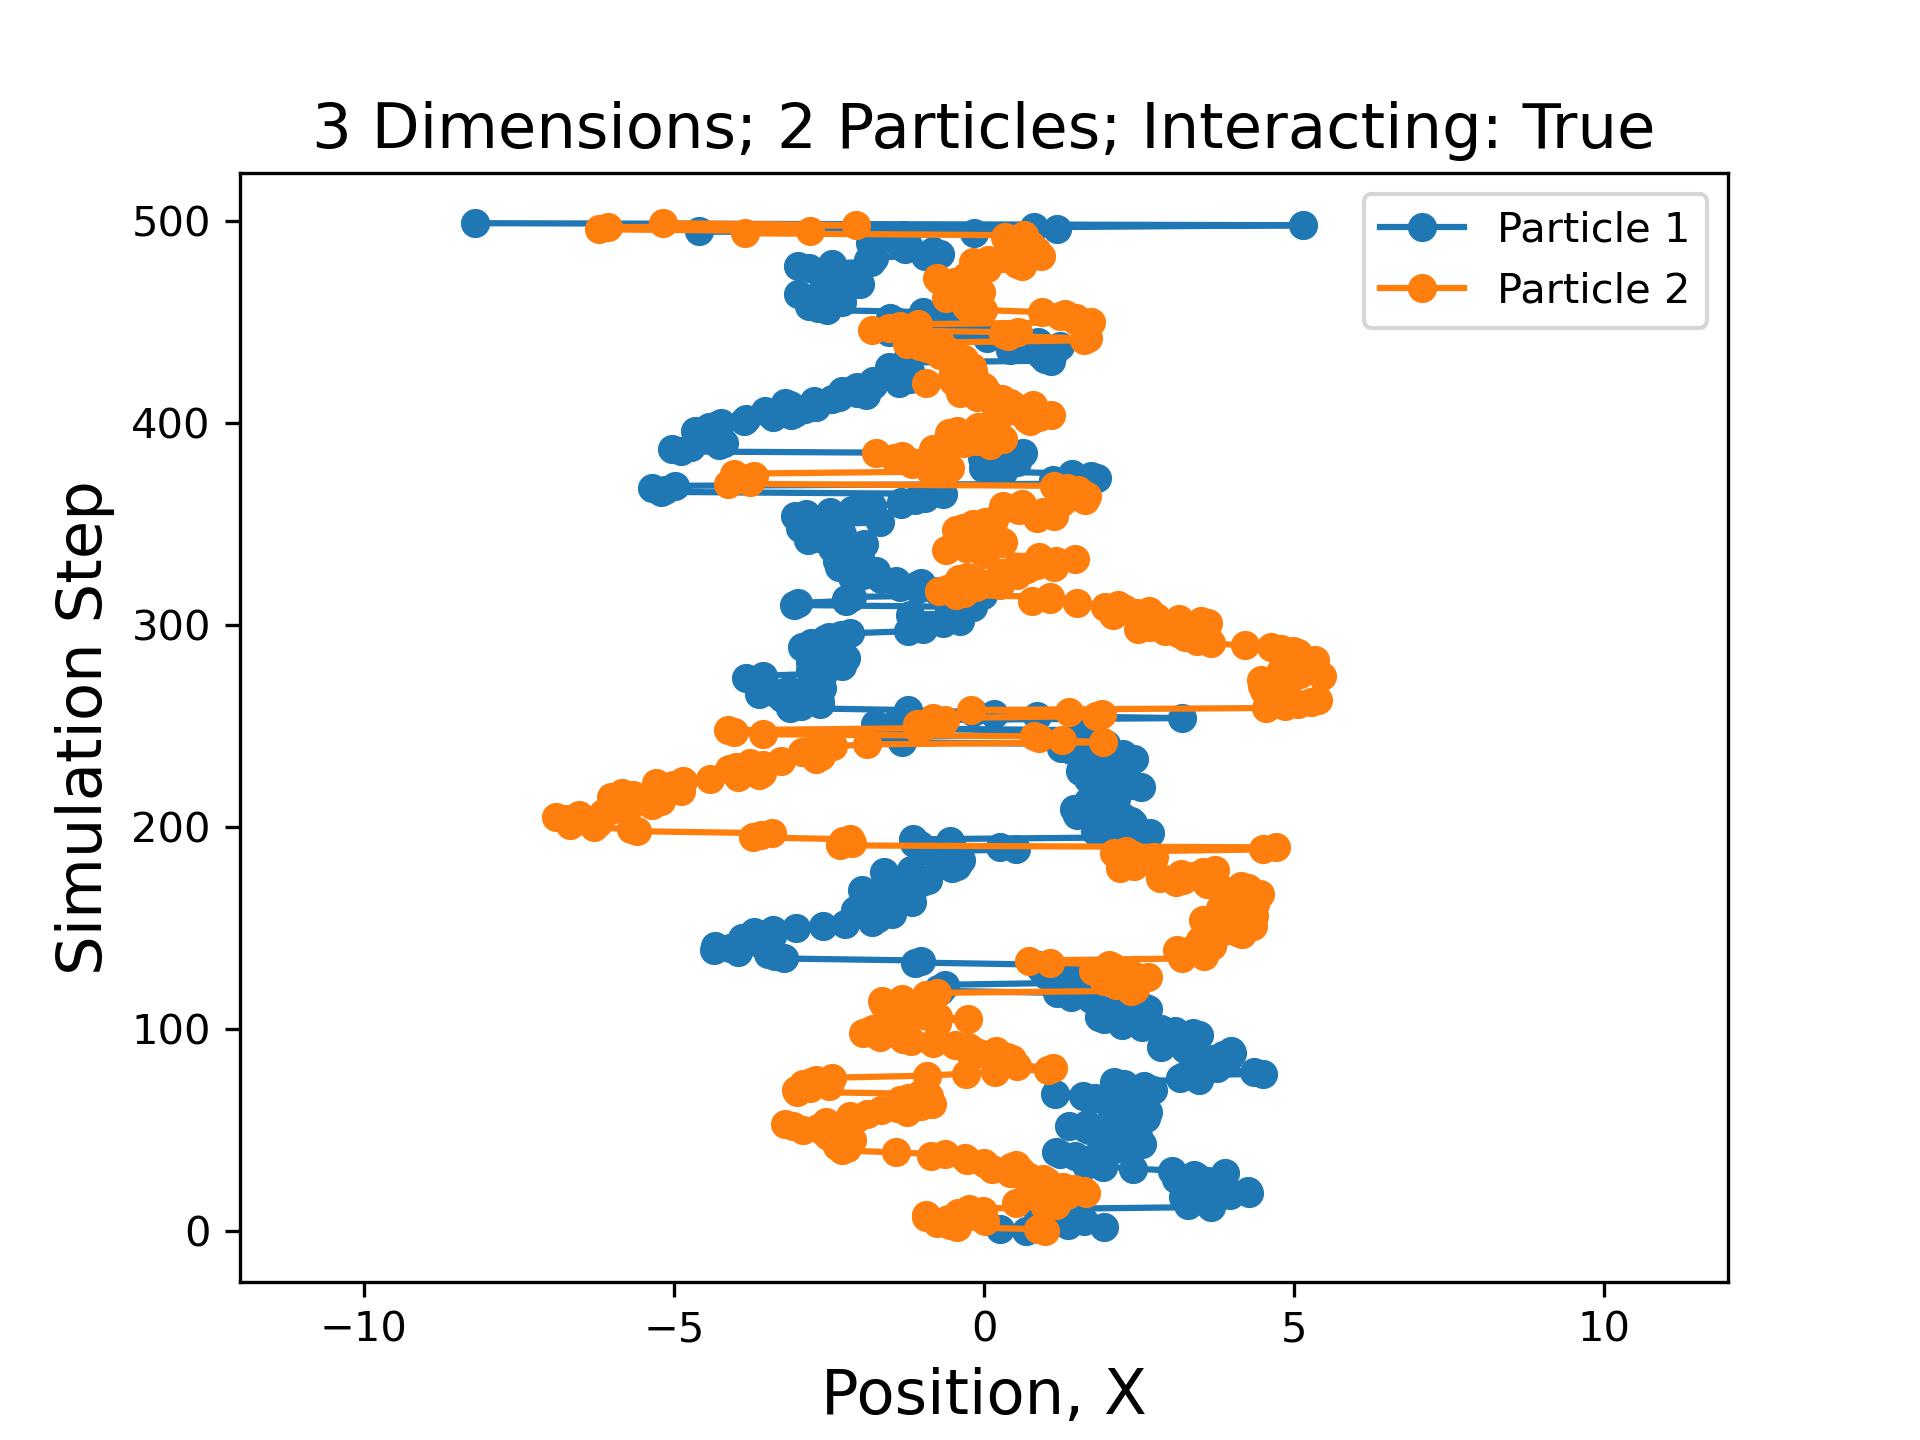 3 Dimensions; 2 Particles; Interacting: True
Particle 1
Particle 2
Simulation Step
500
400
300
200
100
0
−10
−5
0
5
10
Position, X